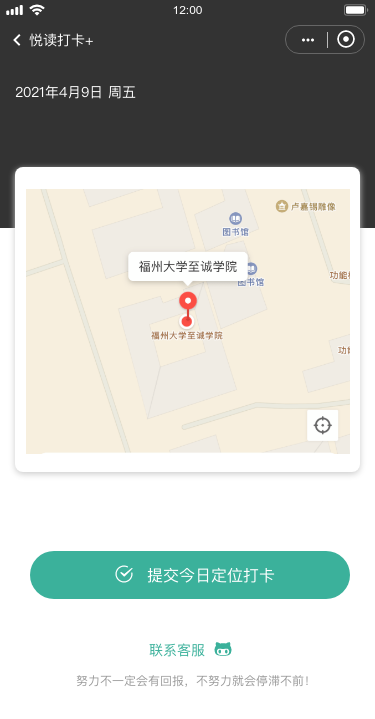 12:00
悦读打卡+
2021年4月9日 周五
卢嘉锡雕像
图书馆
福州大学至诚学院
功能
图书馆
福州大学至诚学院
功
提交今日定位打卡
联系客服
努力不一定会有回报，不努力就会停滞不前！